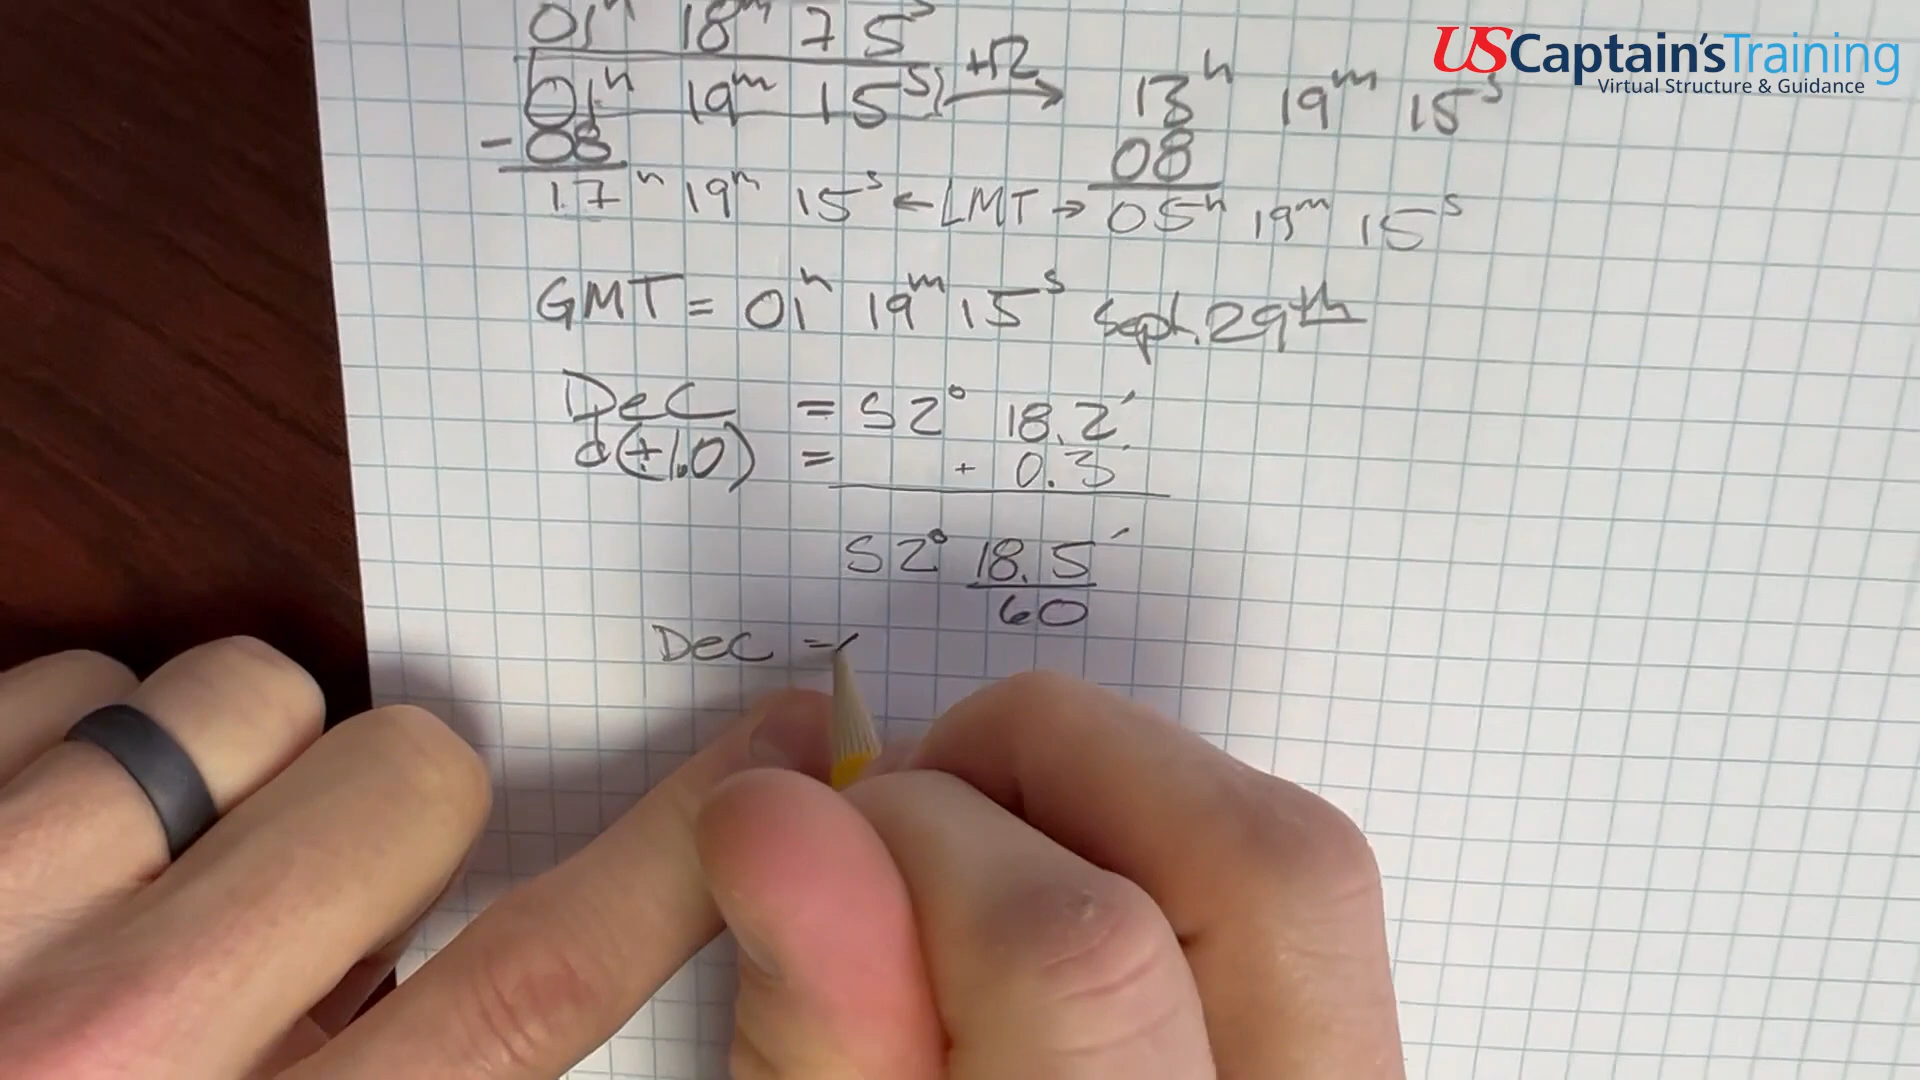 01h 18m 75s
01h 19m 15s +12 → 13h 19m 15s
- 08 08
17h 19m 15s ← LMT → 05h 19m 15s
GMT = 01h 19m 15s Sept. 29th
Dec = S2° 18.2'
d(+1.0) = + 0.3
S2° 18.5'
60
Dec =
USCaptain'sTraining
Virtual Structure & Guidance